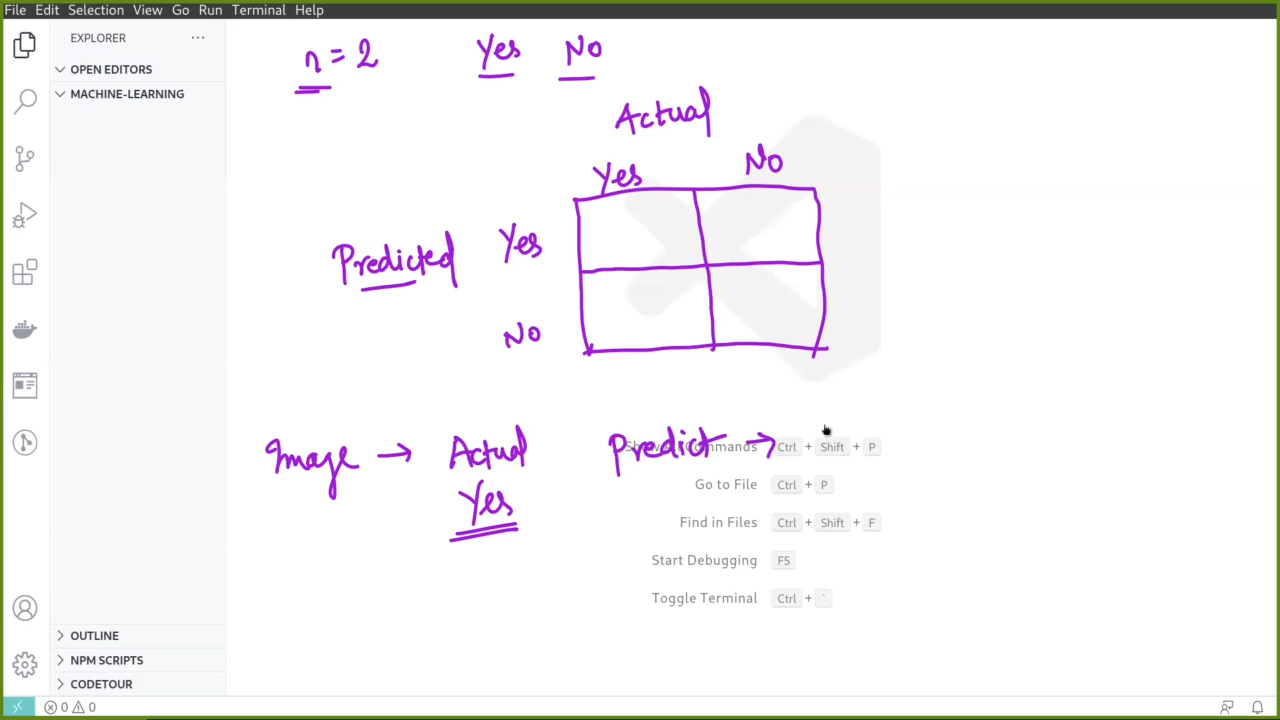 File Edit Selection View Go Run Terminal Help
EXPLORER
OPEN EDITORS
MACHINE-LEARNING
OUTLINE
NPM SCRIPTS
CODETOUR
0 0
n = 2 Yes No
Actual
Yes No
Predicted Yes
No
Image → Actual Predict →
Yes
Commands Ctrl + Shift + P
Go to File Ctrl + P
Find in Files Ctrl + Shift + F
Start Debugging F5
Toggle Terminal Ctrl + `